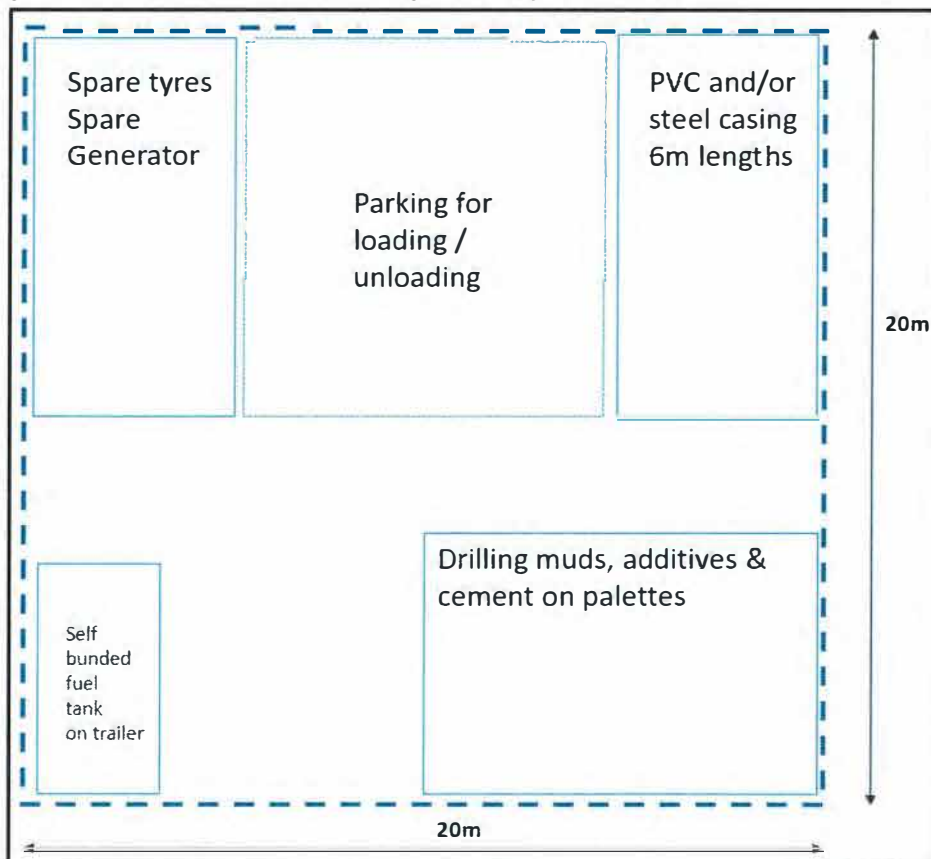 Spare tyres
Spare
Generator
Parking for
loading /
unloading
PVC and/or
steel casing
6m lengths
20m
Drilling muds, additives &
cement on palettes
Self
bunded
fuel
tank
on trailer
20m